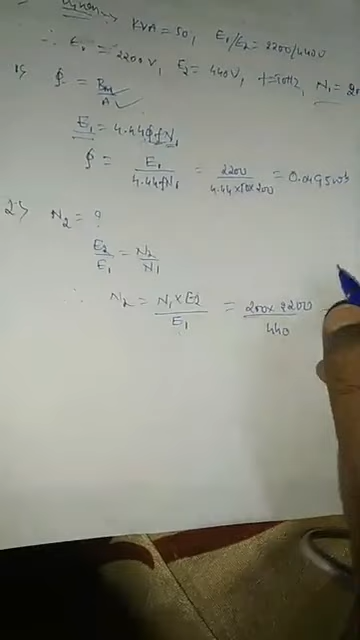 KVA = 50, E1/E2 = 2200/440V
∴ E1 = 2200V, E2 = 440V, f = 50Hz, N1 = 20
1> ϕ = Bm/A
E1 = 4.44ϕfN1
ϕ = E1/4.44fN1 = 2200/4.44×50×200 = 0.0495wb
2> N2 = ?
E2/E1 = N2/N1
∴ N2 = N1×E2/E1 = 200×2200/440